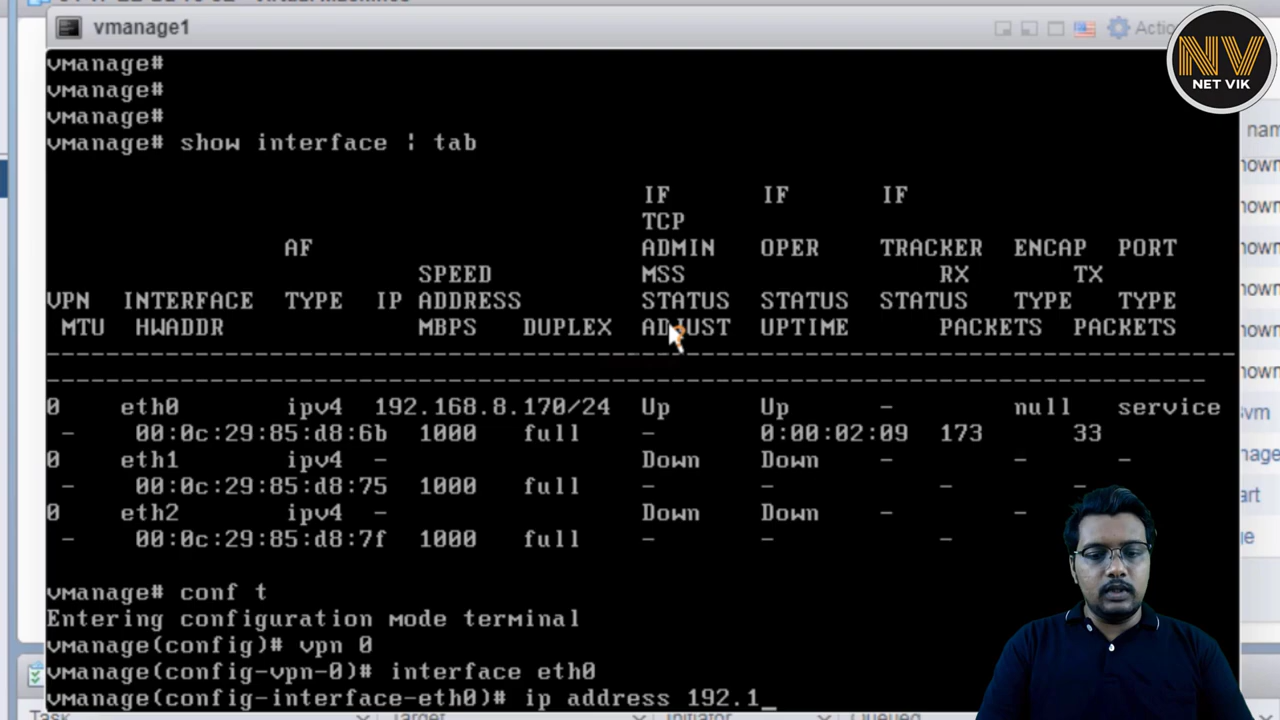 vmanage1
Actio
NV
NET VIK
vmanage#
vmanage#
vmanage#
vmanage# show interface | tab
IF IF IF
TCP
AF ADMIN OPER TRACKER ENCAP PORT
SPEED MSS RX TX
VPN INTERFACE TYPE IP ADDRESS STATUS STATUS STATUS TYPE TYPE
MTU HWADDR MBPS DUPLEX ADJUST UPTIME PACKETS PACKETS
--------------------------------------------------------------------------------
--------------------------------------------------------------------------------
0 eth0 ipv4 192.168.8.170/24 Up Up - null service
- 00:0c:29:85:d8:6b 1000 full - 0:00:02:09 173 33
0 eth1 ipv4 - Down Down - - -
- 00:0c:29:85:d8:75 1000 full - - - -
0 eth2 ipv4 - Down Down - -
- 00:0c:29:85:d8:7f 1000 full - - -
vmanage# conf t
Entering configuration mode terminal
vmanage(config)# vpn 0
vmanage(config-vpn-0)# interface eth0
vmanage(config-interface-eth0)# ip address 192.1_